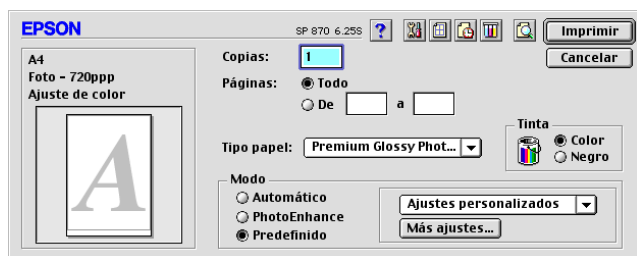 EPSON
SP 870 6.25S
?
Imprimir
A4
Foto - 720ppp
Ajuste de color
A
Copias: 1
Cancelar
Páginas: Todo
De a
Tipo papel: Premium Glossy Phot...
Tinta
Color
Negro
Modo
Automático
PhotoEnhance
Predefinido
Ajustes personalizados
Más ajustes...